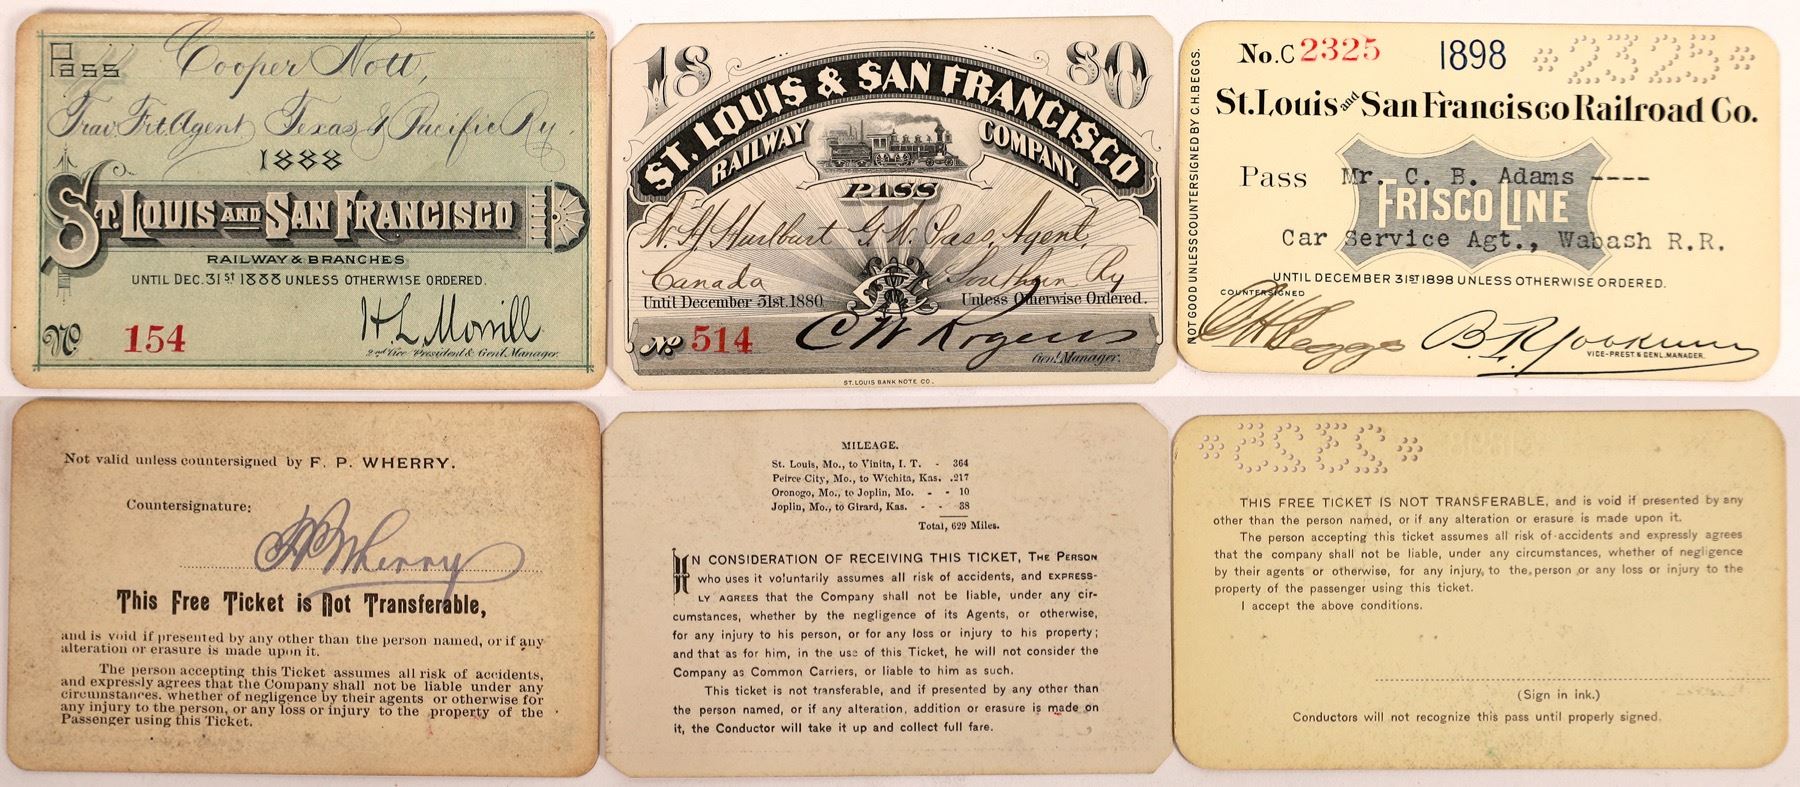 Pass Cooper Nott,
Trav. Frt. Agent Texas & Pacific Ry.
1888
ST. LOUIS AND SAN FRANCISCO
RAILWAY & BRANCHES
UNTIL DEC. 31ST 1888 UNLESS OTHERWISE ORDERED.
No 154
H L Morrill
2nd Vice President & Genl. Manager.
1880
ST. LOUIS & SAN FRANCISCO
RAILWAY COMPANY.
PASS
N. H. Hurlburt G. N. Pass. Agent,
Canada Southern Ry
Until December 31st. 1880. Unless Otherwise Ordered.
No 514
C W Rogers
Genl. Manager.
ST. LOUIS BANK NOTE CO.
NOT GOOD UNLESS COUNTERSIGNED BY C.H. BEGGS.
No. C 2325 1898 2325
St. Louis and San Francisco Railroad Co.
Pass Mr. C. B. Adams ----
FRISCO LINE
Car Service Agt., Wabash R.R.
UNTIL DECEMBER 31ST 1898 UNLESS OTHERWISE ORDERED.
COUNTERSIGNED
C H Beggs
B. F. Yoakum
VICE-PREST. & GENL. MANAGER.
Not valid unless countersigned by F. P. WHERRY.
Countersignature:
F P Wherry
This Free Ticket is Not Transferable,
and is void if presented by any other than the person named, or if any
alteration or erasure is made upon it.
The person accepting this Ticket assumes all risk of accidents,
and expressly agrees that the Company shall not be liable under any
circumstances, whether of negligence by their agents or otherwise for
any injury to the person, or any loss or injury to the property of the
Passenger using this Ticket.
MILEAGE.
St. Louis, Mo., to Vinita, I. T. - 364
Peirce City, Mo., to Wichita, Kas. .217
Oronogo, Mo., to Joplin, Mo. - - 10
Joplin, Mo., to Girard, Kas. - - 38
Total, 629 Miles.
IN CONSIDERATION OF RECEIVING THIS TICKET, THE PERSON
who uses it voluntarily assumes all risk of accidents, and EXPRESS-
LY AGREES that the Company shall not be liable, under any cir-
cumstances, whether by the negligence of its Agents, or otherwise,
for any injury to his person, or for any loss or injury to his property;
and that as for him, in the use of this Ticket, he will not consider the
Company as Common Carriers, or liable to him as such.
This ticket is not transferable, and if presented by any other than
the person named, or if any alteration, addition or erasure is made on
it, the Conductor will take it up and collect full fare.
2325
THIS FREE TICKET IS NOT TRANSFERABLE, and is void if presented by any
other than the person named, or if any alteration or erasure is made upon it.
The person accepting this ticket assumes all risk of accidents and expressly agrees
that the company shall not be liable, under any circumstances, whether of negligence
by their agents or otherwise, for any injury, to the person or any loss or injury to the
property of the passenger using this ticket.
I accept the above conditions.
(Sign in ink.)
Conductors will not recognize this pass until properly signed.